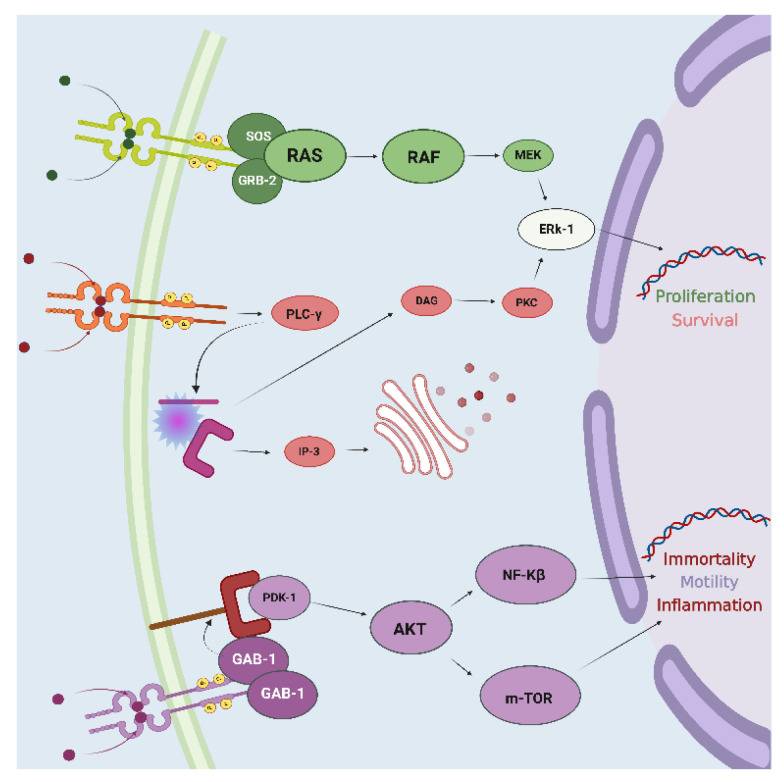 SOS
RAS
GRB-2
RAF
MEK
ERk-1
PLC-γ
DAG
PKC
Proliferation
Survival
IP-3
PDK-1
AKT
NF-Kβ
m-TOR
GAB-1
GAB-1
Immortality
Motility
Inflammation